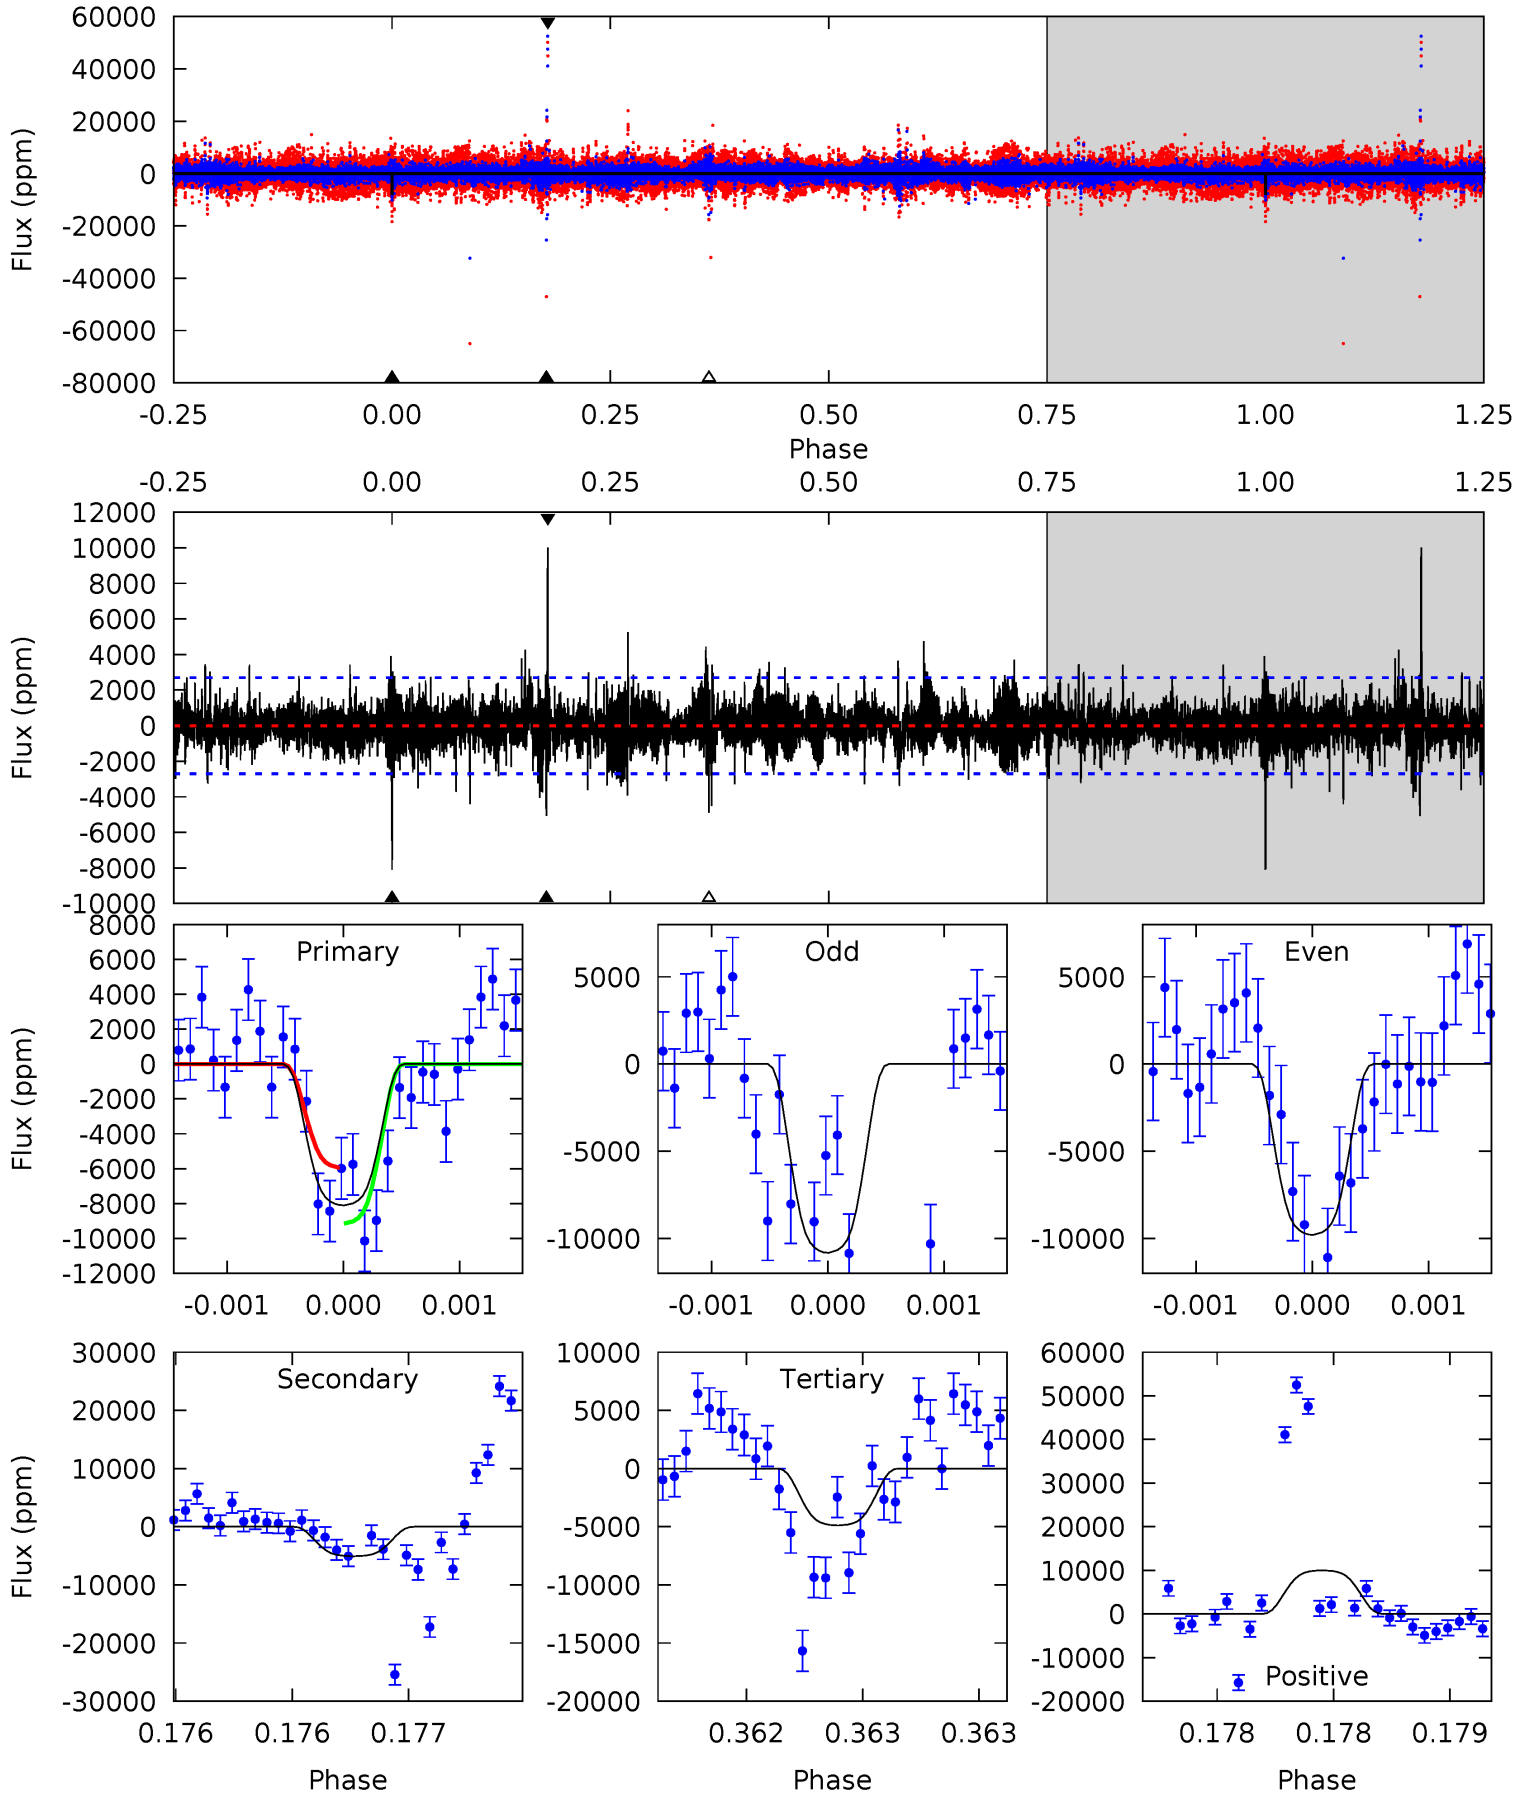 60000
40000
20000
0
-20000
-40000
-60000
-80000
Flux (ppm)
-0.25 0.00 0.25 0.50 0.75 1.00 1.25
Phase
-0.25 0.00 0.25 0.50 0.75 1.00 1.25
12000
10000
8000
6000
4000
2000
0
-2000
-4000
-6000
-8000
-10000
Flux (ppm)
Primary
8000
6000
4000
2000
0
-2000
-4000
-6000
-8000
-10000
-12000
Flux (ppm)
-0.001 0.000 0.001
Odd
5000
0
-5000
-10000
-0.001 0.000 0.001
Even
5000
0
-5000
-10000
-0.001 0.000 0.001
Secondary
30000
20000
10000
0
-10000
-20000
-30000
Flux (ppm)
0.176 0.176 0.177
Phase
Tertiary
10000
5000
0
-5000
-10000
-15000
-20000
0.362 0.363 0.363
Phase
60000
50000
40000
30000
20000
10000
0
-10000
-20000
Positive
0.178 0.178 0.179
Phase